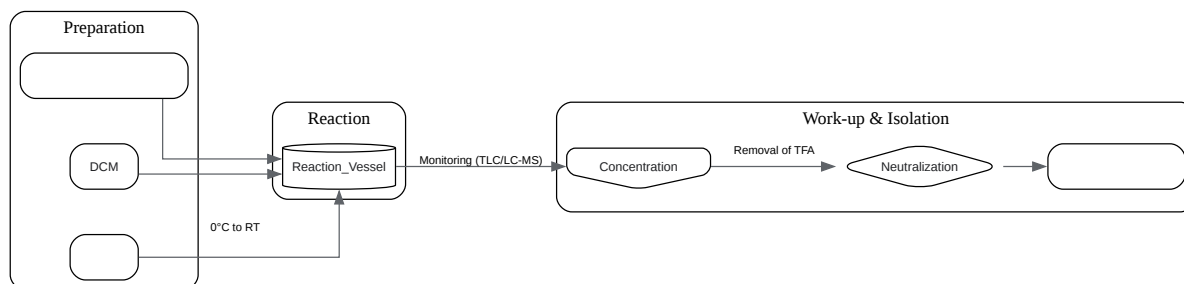 Preparation
DCM
0°C to RT
Reaction
Reaction_Vessel
Monitoring (TLC/LC-MS)
Work-up & Isolation
Concentration
Removal of TFA
Neutralization